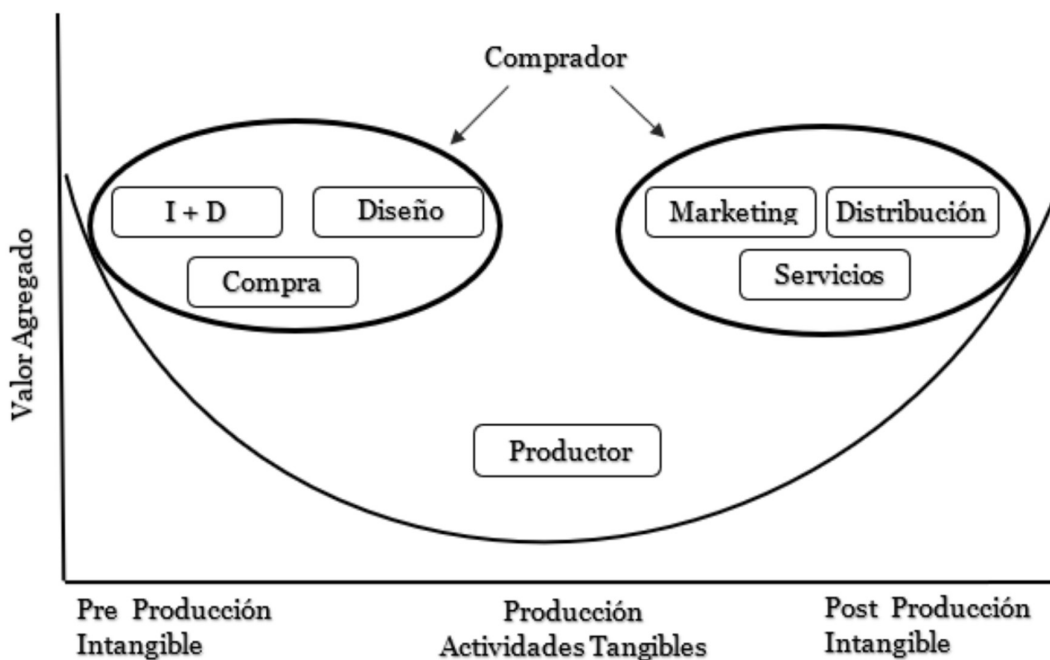 Comprador
I + D
Diseño
Compra
Marketing
Distribución
Servicios
Productor
Valor Agregado
Pre Producción
Intangible
Producción
Actividades Tangibles
Post Producción
Intangible